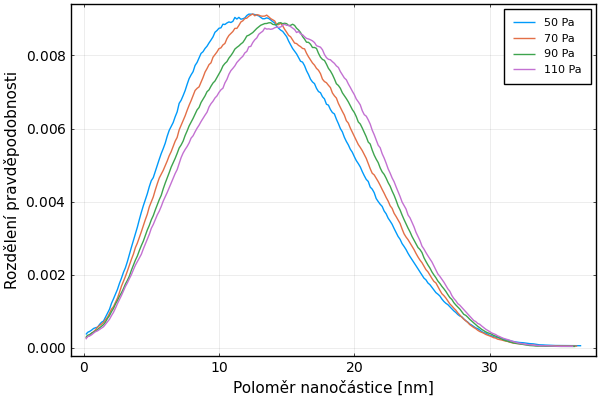 50 Pa
70 Pa
90 Pa
110 Pa
Rozdělení pravděpodobnosti
0.008
0.006
0.004
0.002
0.000
0
10
20
30
Poloměr nanočástice [nm]